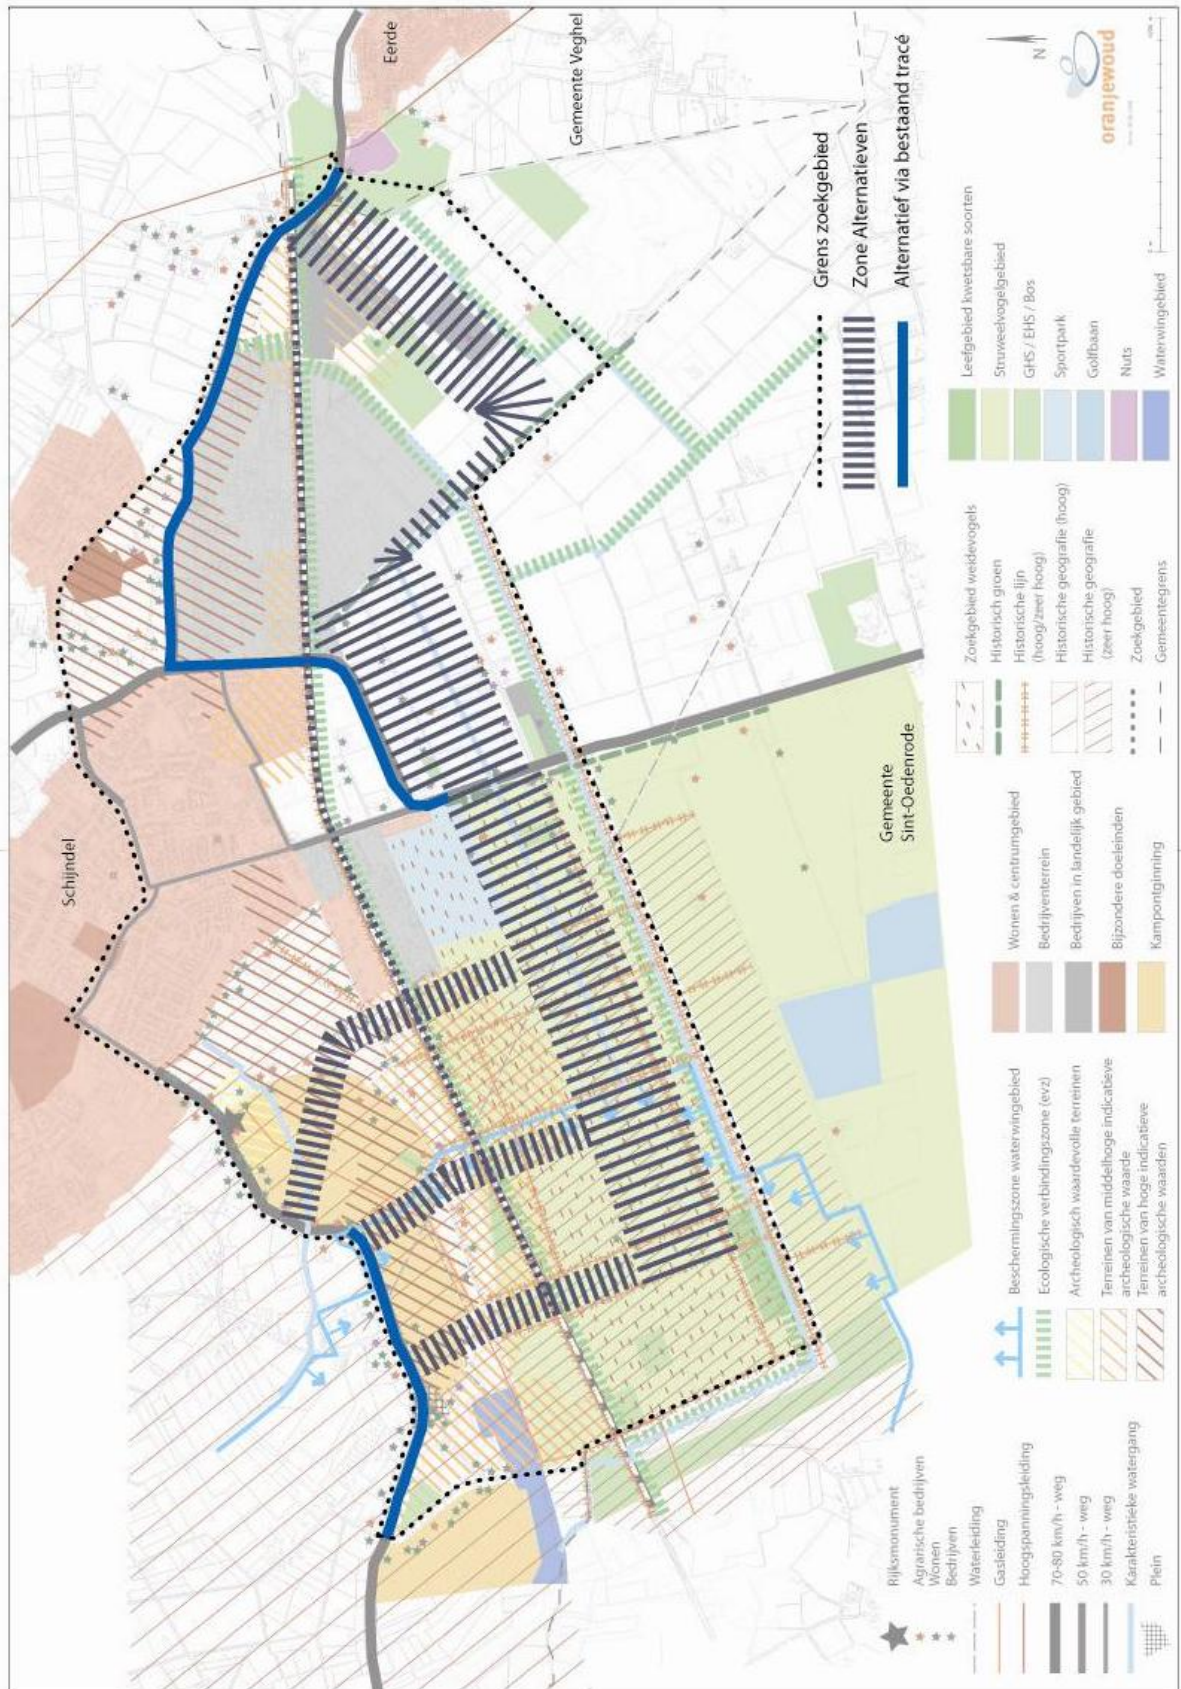 Schijndel
Eerde
Gemeente Veghel
Gemeente
Sint-Oedenrode
Grens zoekgebied
Zone Alternatieven
Alternatief via bestaand tracé
N
oranjewoud
Rijksmonument
Agrarische bedrijven
Wonen
Bedrijven
Waterleiding
Gasleiding
Hoogspanningsleiding
70-80 km/h - weg
50 km/h - weg
30 km/h - weg
Karakteristieke watergang
Plein
Beschermingszone waterwingebied
Ecologische verbindingszone (evz)
Archeologisch waardevolle terreinen
Terreinen van middelhoge indicatieve
archeologische waarde
Terreinen van hoge indicatieve
archeologische waarden
Wonen & centrumgebied
Bedrijventerrein
Bedrijven in landelijk gebied
Bijzondere doeleinden
Kampontginning
Zoekgebied weidevogels
Historisch groen
Historische lijn
(hoog/zeer hoog)
Historische geografie (hoog)
Historische geografie
(zeer hoog)
Zoekgebied
Gemeentegrens
Leefgebied kwetsbare soorten
Struweelvogelgebied
GHS / EHS / Bos
Sportpark
Golfbaan
Nuts
Waterwingebied